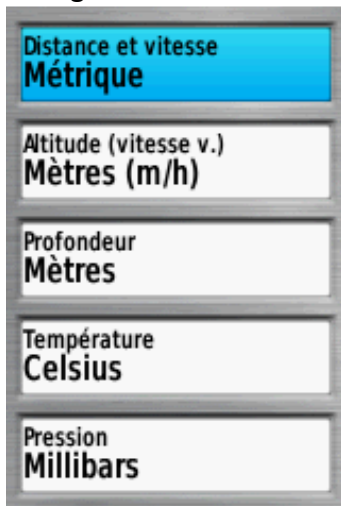 Distance et vitesse
Métrique
Altitude (vitesse v.)
Mètres (m/h)
Profondeur
Mètres
Température
Celsius
Pression
Millibars